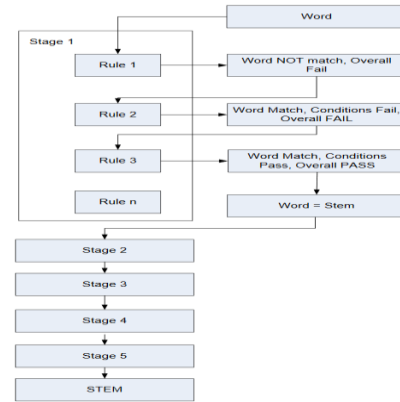 Word
Stage 1
Rule 1
Word NOT match, Overall
Fail
Rule 2
Word Match, Conditions Fail,
Overall FAIL
Rule 3
Word Match, Conditions
Pass, Overall PASS
Rule n
Word = Stem
Stage 2
Stage 3
Stage 4
Stage 5
STEM